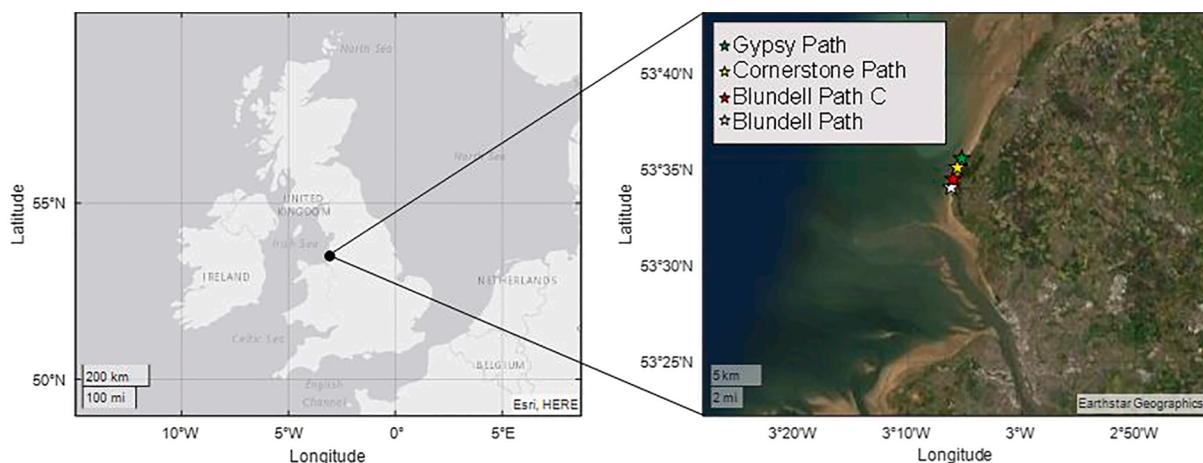 North Sea
North Sea
UNITED
KINGDOM
Irish Sea
IRELAND
NETHERLANDS
Celtic Sea
BELGIUM
English
Channel
200 km
100 mi
Esri, HERE
55°N
50°N
Latitude
10°W
5°W
0°
5°E
Longitude
Gypsy Path
Cornerstone Path
Blundell Path C
Blundell Path
53°40'N
53°35'N
53°30'N
53°25'N
Latitude
5 km
2 mi
Earthstar Geographics
3°20'W
3°10'W
3°W
2°50'W
Longitude